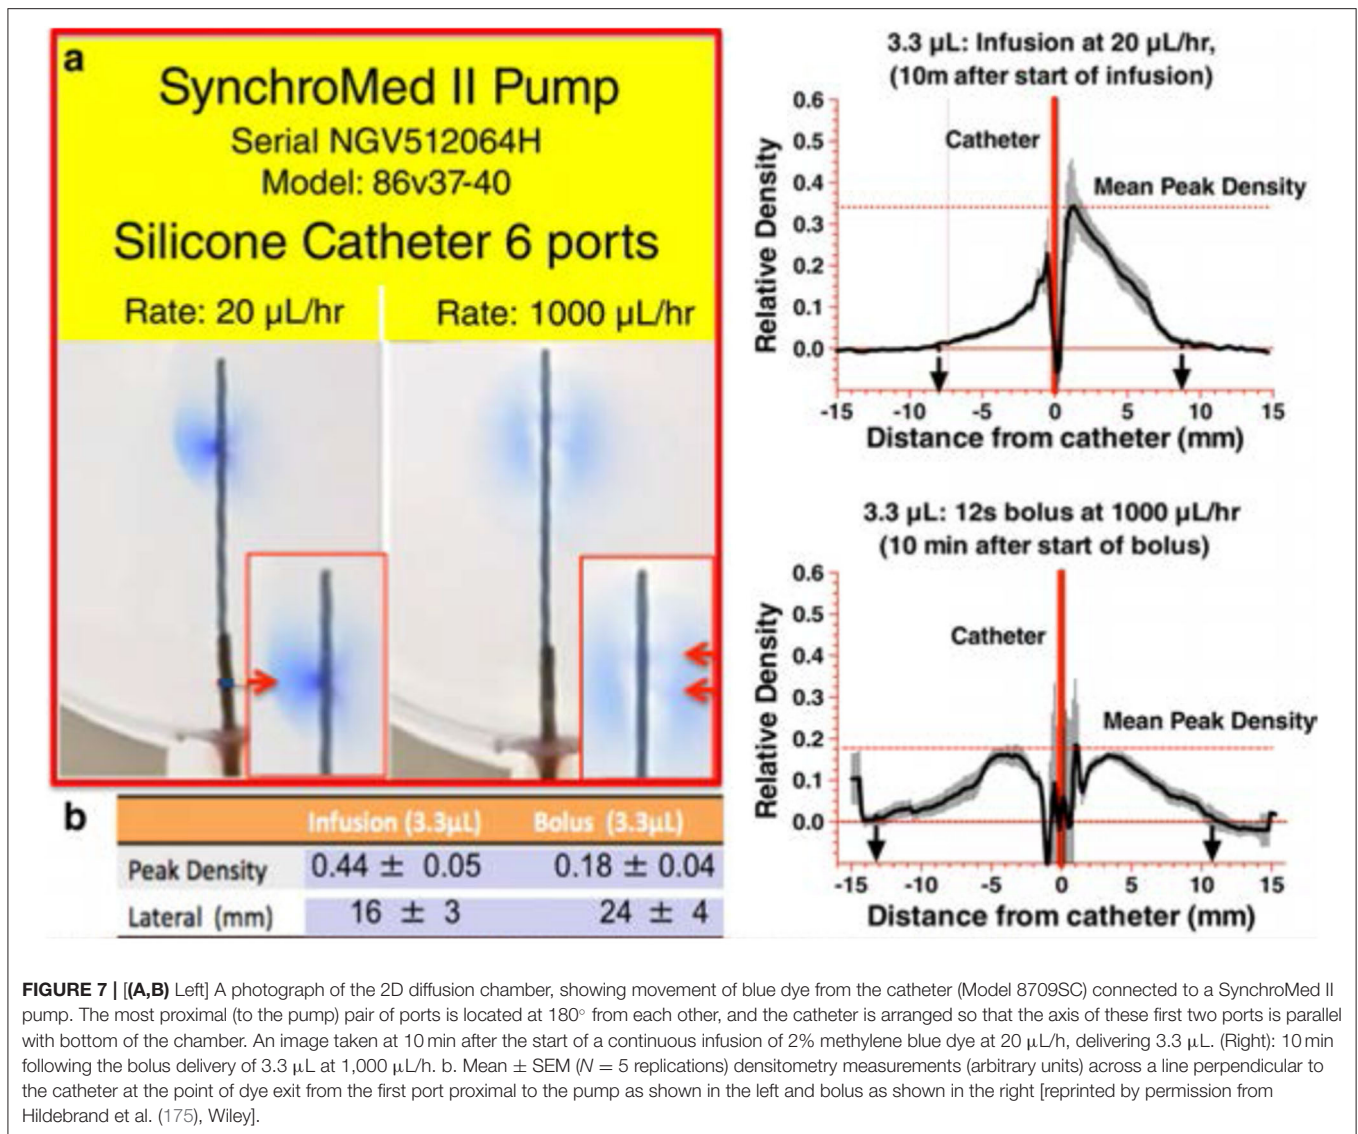 a
SynchroMed II Pump
Serial NGV512064H
Model: 86v37-40
Silicone Catheter 6 ports
Rate: 20 µL/hr
Rate: 1000 µL/hr
b
Infusion (3.3µL) Bolus (3.3µL)
Peak Density 0.44 ± 0.05 0.18 ± 0.04
Lateral (mm) 16 ± 3 24 ± 4
3.3 µL: Infusion at 20 µL/hr,
(10m after start of infusion)
0.6
0.5
0.4
0.3
0.2
0.1
0.0
Relative Density
Catheter
Mean Peak Density
-15 -10 -5 0 5 10 15
Distance from catheter (mm)
3.3 µL: 12s bolus at 1000 µL/hr
(10 min after start of bolus)
0.6
0.5
0.4
0.3
0.2
0.1
0.0
Relative Density
Catheter
Mean Peak Density
-15 -10 -5 0 5 10 15
Distance from catheter (mm)
FIGURE 7 | [(A,B) Left] A photograph of the 2D diffusion chamber, showing movement of blue dye from the catheter (Model 8709SC) connected to a SynchroMed II
pump. The most proximal (to the pump) pair of ports is located at 180° from each other, and the catheter is arranged so that the axis of these first two ports is parallel
with bottom of the chamber. An image taken at 10 min after the start of a continuous infusion of 2% methylene blue dye at 20 µL/h, delivering 3.3 µL. (Right): 10 min
following the bolus delivery of 3.3 µL at 1,000 µL/h. b. Mean ± SEM (N = 5 replications) densitometry measurements (arbitrary units) across a line perpendicular to
the catheter at the point of dye exit from the first port proximal to the pump as shown in the left and bolus as shown in the right [reprinted by permission from
Hildebrand et al. (175), Wiley].